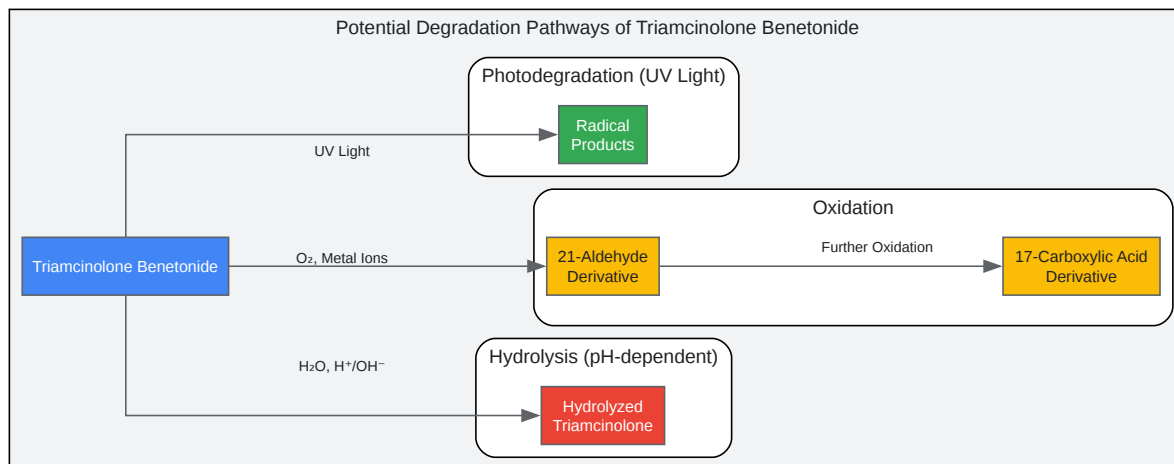 Potential Degradation Pathways of Triamcinolone Benetonide
Photodegradation (UV Light)
Radical
Products
UV Light
Oxidation
Triamcinolone Benetonide
O₂, Metal Ions
21-Aldehyde
Derivative
Further Oxidation
17-Carboxylic Acid
Derivative
Hydrolysis (pH-dependent)
H₂O, H⁺/OH⁻
Hydrolyzed
Triamcinolone